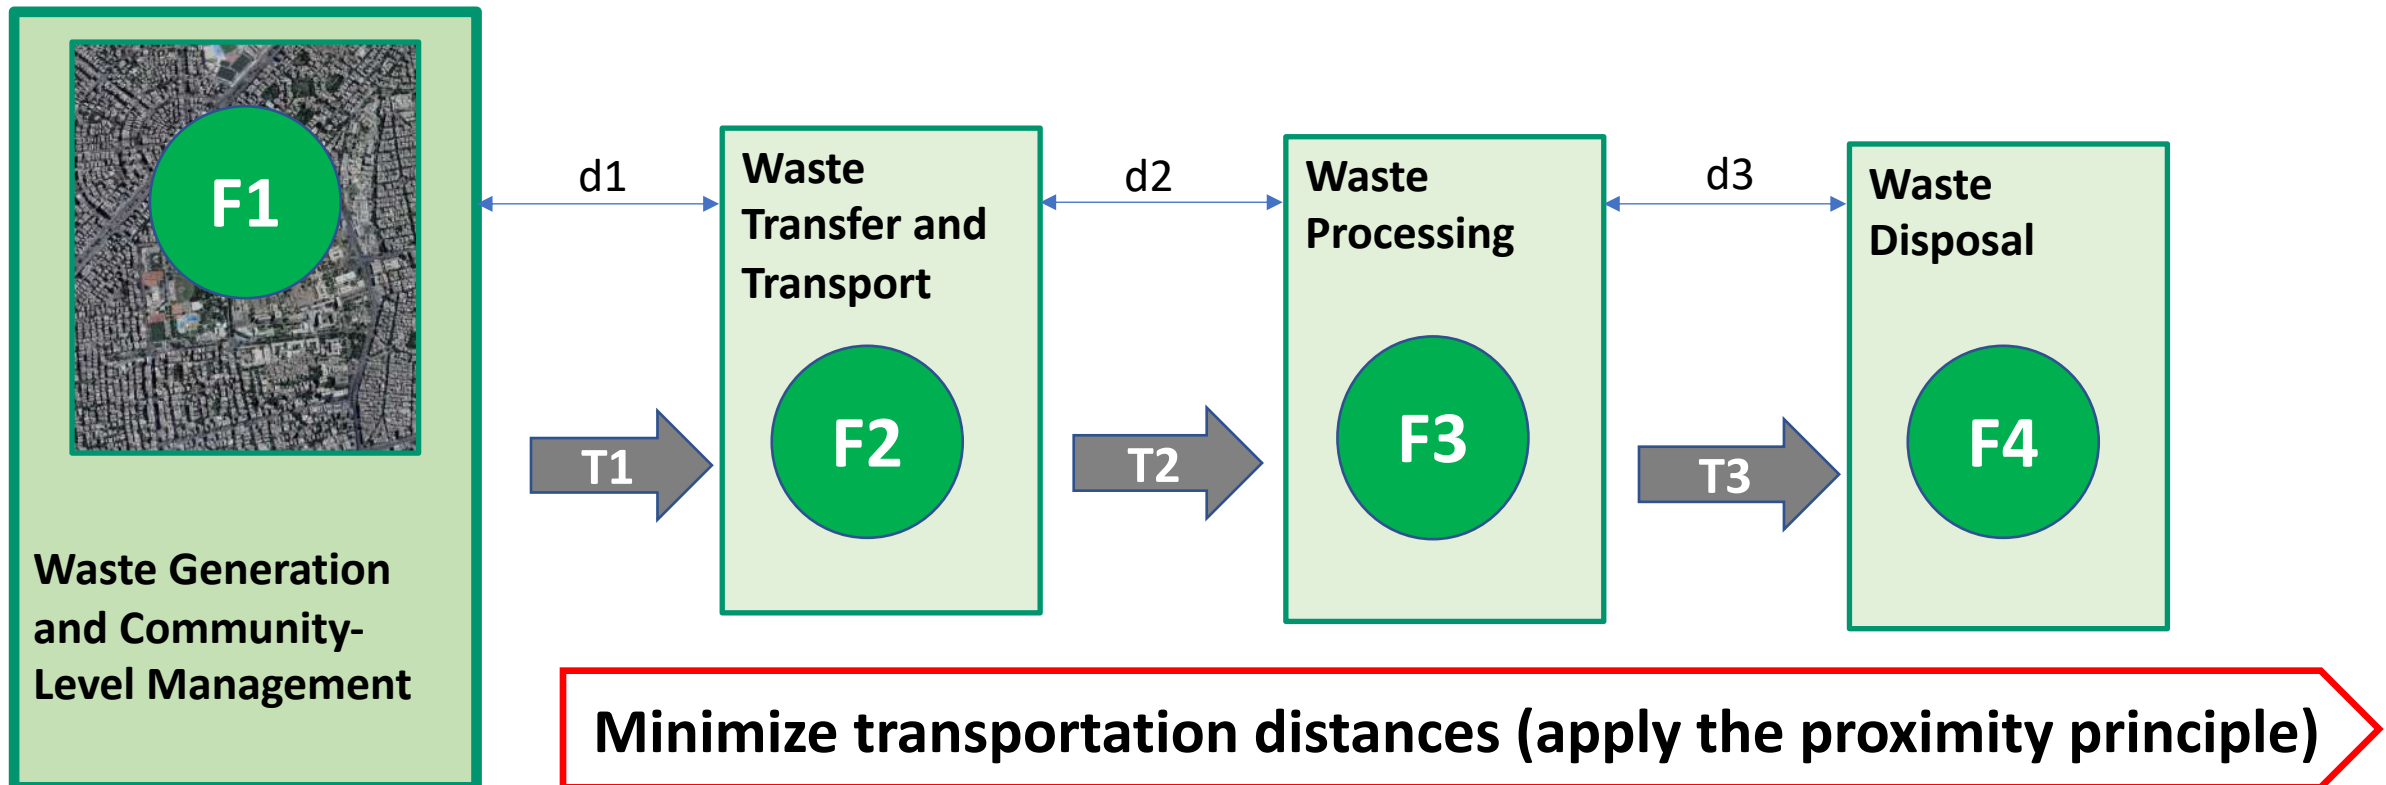 F1
Waste Generation
and Community-
Level Management
d1
T1
Waste
Transfer and
Transport
F2
d2
T2
Waste
Processing
F3
d3
T3
Waste
Disposal
F4
Minimize transportation distances (apply the proximity principle)